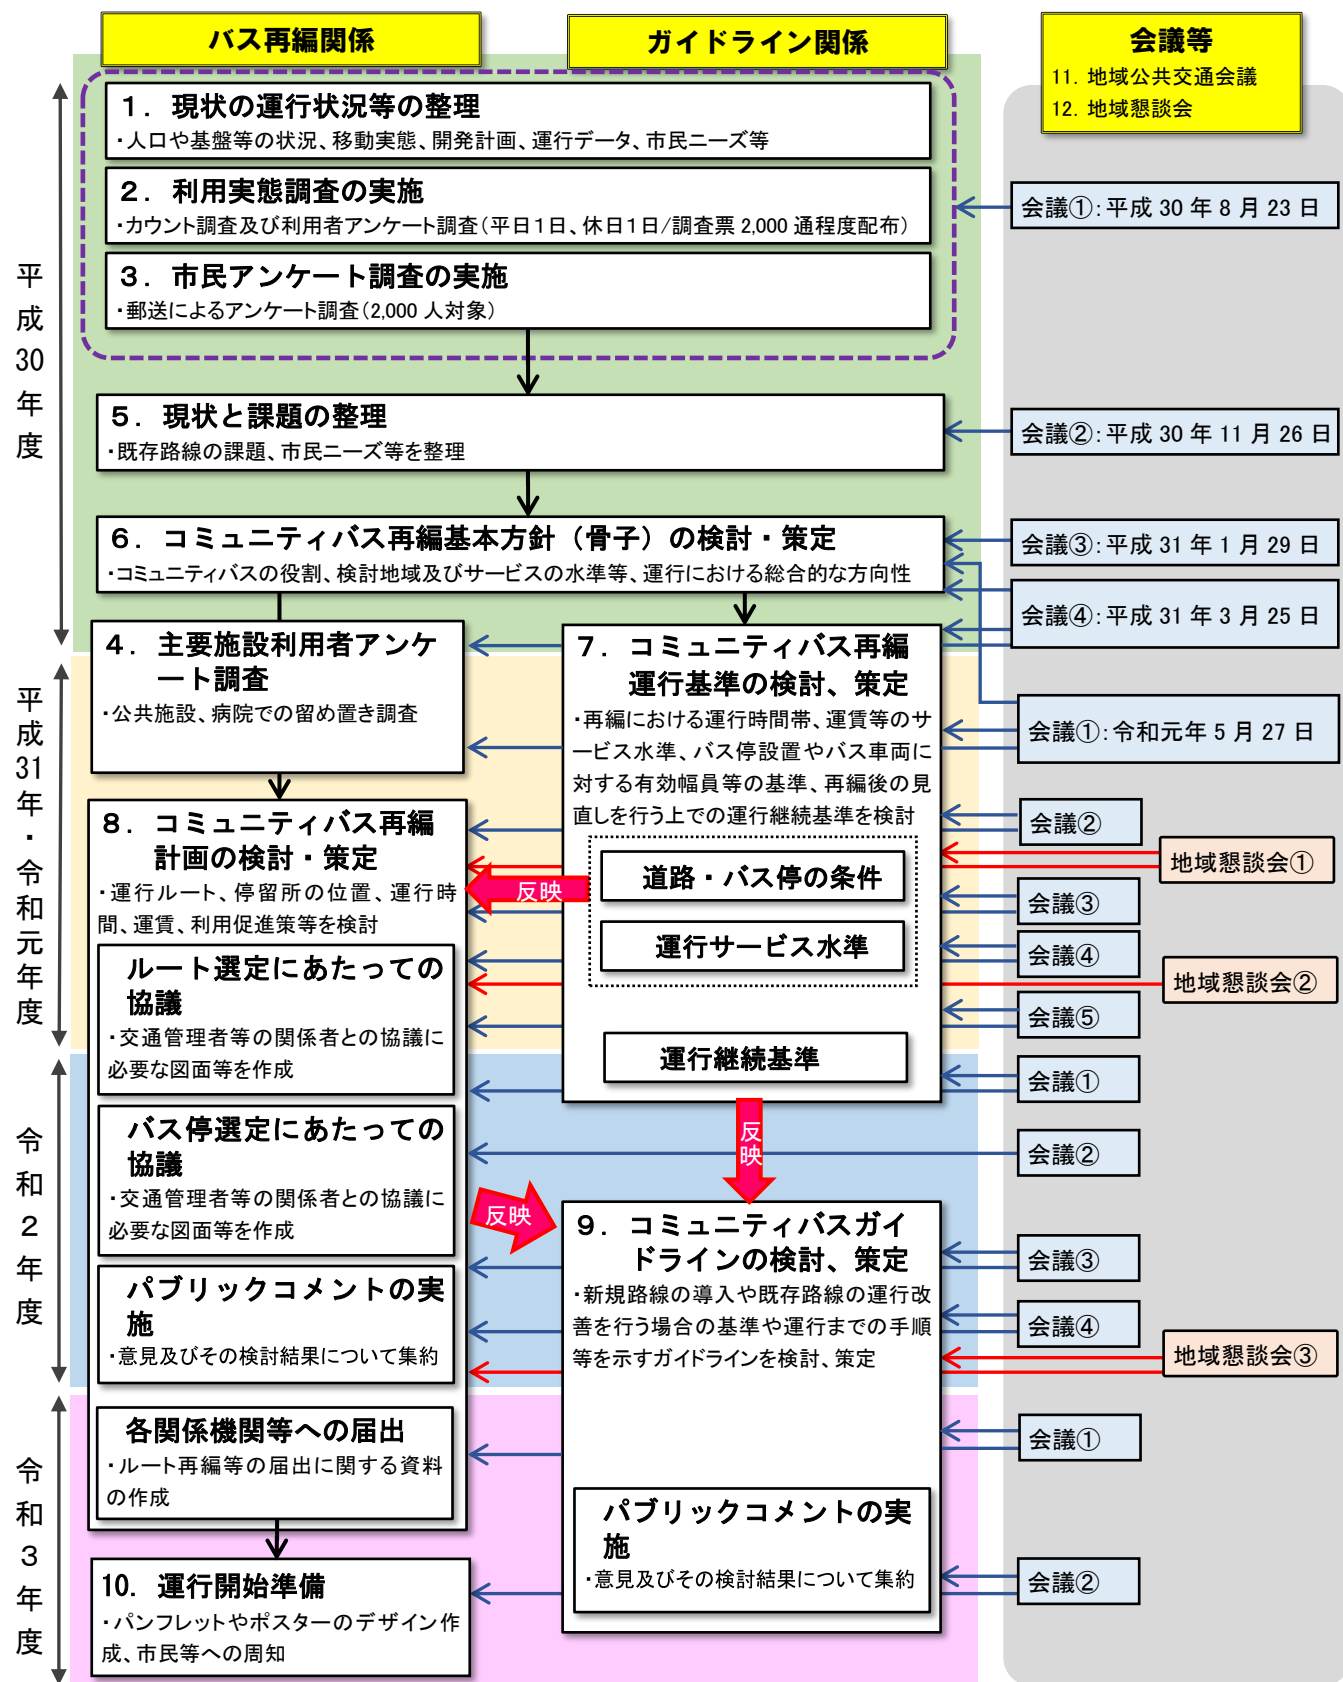 バス再編関係
ガイドライン関係
会議等
11. 地域公共交通会議
12. 地域懇談会
平成30年度
1. 現状の運行状況等の整理
・人口や基盤等の状況、移動実態、開発計画、運行データ、市民ニーズ等
2. 利用実態調査の実施
・カウント調査及び利用者アンケート調査(平日1日、休日1日/調査票 2,000 通程度配布)
会議①:平成 30 年 8 月 23 日
3. 市民アンケート調査の実施
・郵送によるアンケート調査(2,000 人対象)
5. 現状と課題の整理
・既存路線の課題、市民ニーズ等を整理
会議②:平成 30 年 11 月 26 日
6. コミュニティバス再編基本方針(骨子)の検討・策定
・コミュニティバスの役割、検討地域及びサービスの水準等、運行における総合的な方向性
会議③:平成 31 年 1 月 29 日
会議④:平成 31 年 3 月 25 日
平成31年・令和元年度
4. 主要施設利用者アンケ
ート調査
・公共施設、病院での留め置き調査
7. コミュニティバス再編
運行基準の検討、策定
・再編における運行時間帯、運賃等のサ
ービス水準、バス停設置やバス車両に
対する有効幅員等の基準、再編後の見
直しを行う上での運行継続基準を検討
会議①:令和元年 5 月 27 日
会議②
地域懇談会①
8. コミュニティバス再編
計画の検討・策定
・運行ルート、停留所の位置、運行時
間、運賃、利用促進策等を検討
反映
道路・バス停の条件
運行サービス水準
運行継続基準
会議③
会議④
地域懇談会②
会議⑤
ルート選定にあたっての
協議
・交通管理者等の関係者との協議に
必要な図面等を作成
令和2年度
会議①
バス停選定にあたっての
協議
・交通管理者等の関係者との協議に
必要な図面等を作成
反映
会議②
反映
9. コミュニティバスガイ
ドラインの検討、策定
・新規路線の導入や既存路線の運行改
善を行う場合の基準や運行までの手順
等を示すガイドラインを検討、策定
会議③
会議④
地域懇談会③
パブリックコメントの実
施
・意見及びその検討結果について集約
令和3年度
各関係機関等への届出
・ルート再編等の届出に関する資料
の作成
会議①
パブリックコメントの実
施
・意見及びその検討結果について集約
会議②
10. 運行開始準備
・パンフレットやポスターのデザイン作
成、市民等への周知